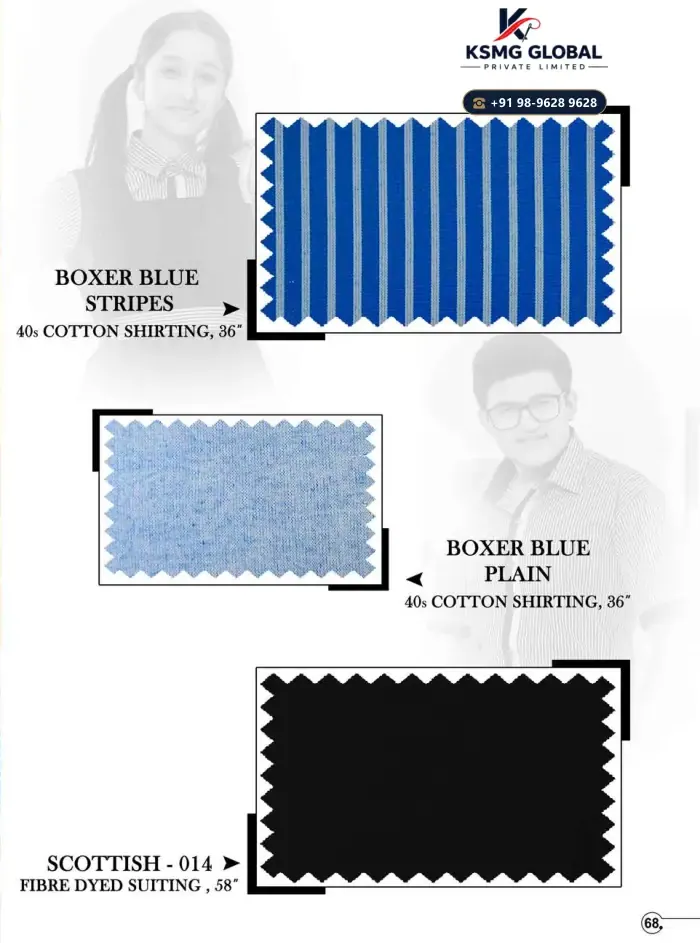 KSMG GLOBAL
PRIVATE LIMITED
+91 98-9628 9628
BOXER BLUE
STRIPES
40s COTTON SHIRTING, 36"
BOXER BLUE
PLAIN
40s COTTON SHIRTING, 36"
SCOTTISH - 014
FIBRE DYED SUITING , 58"
68